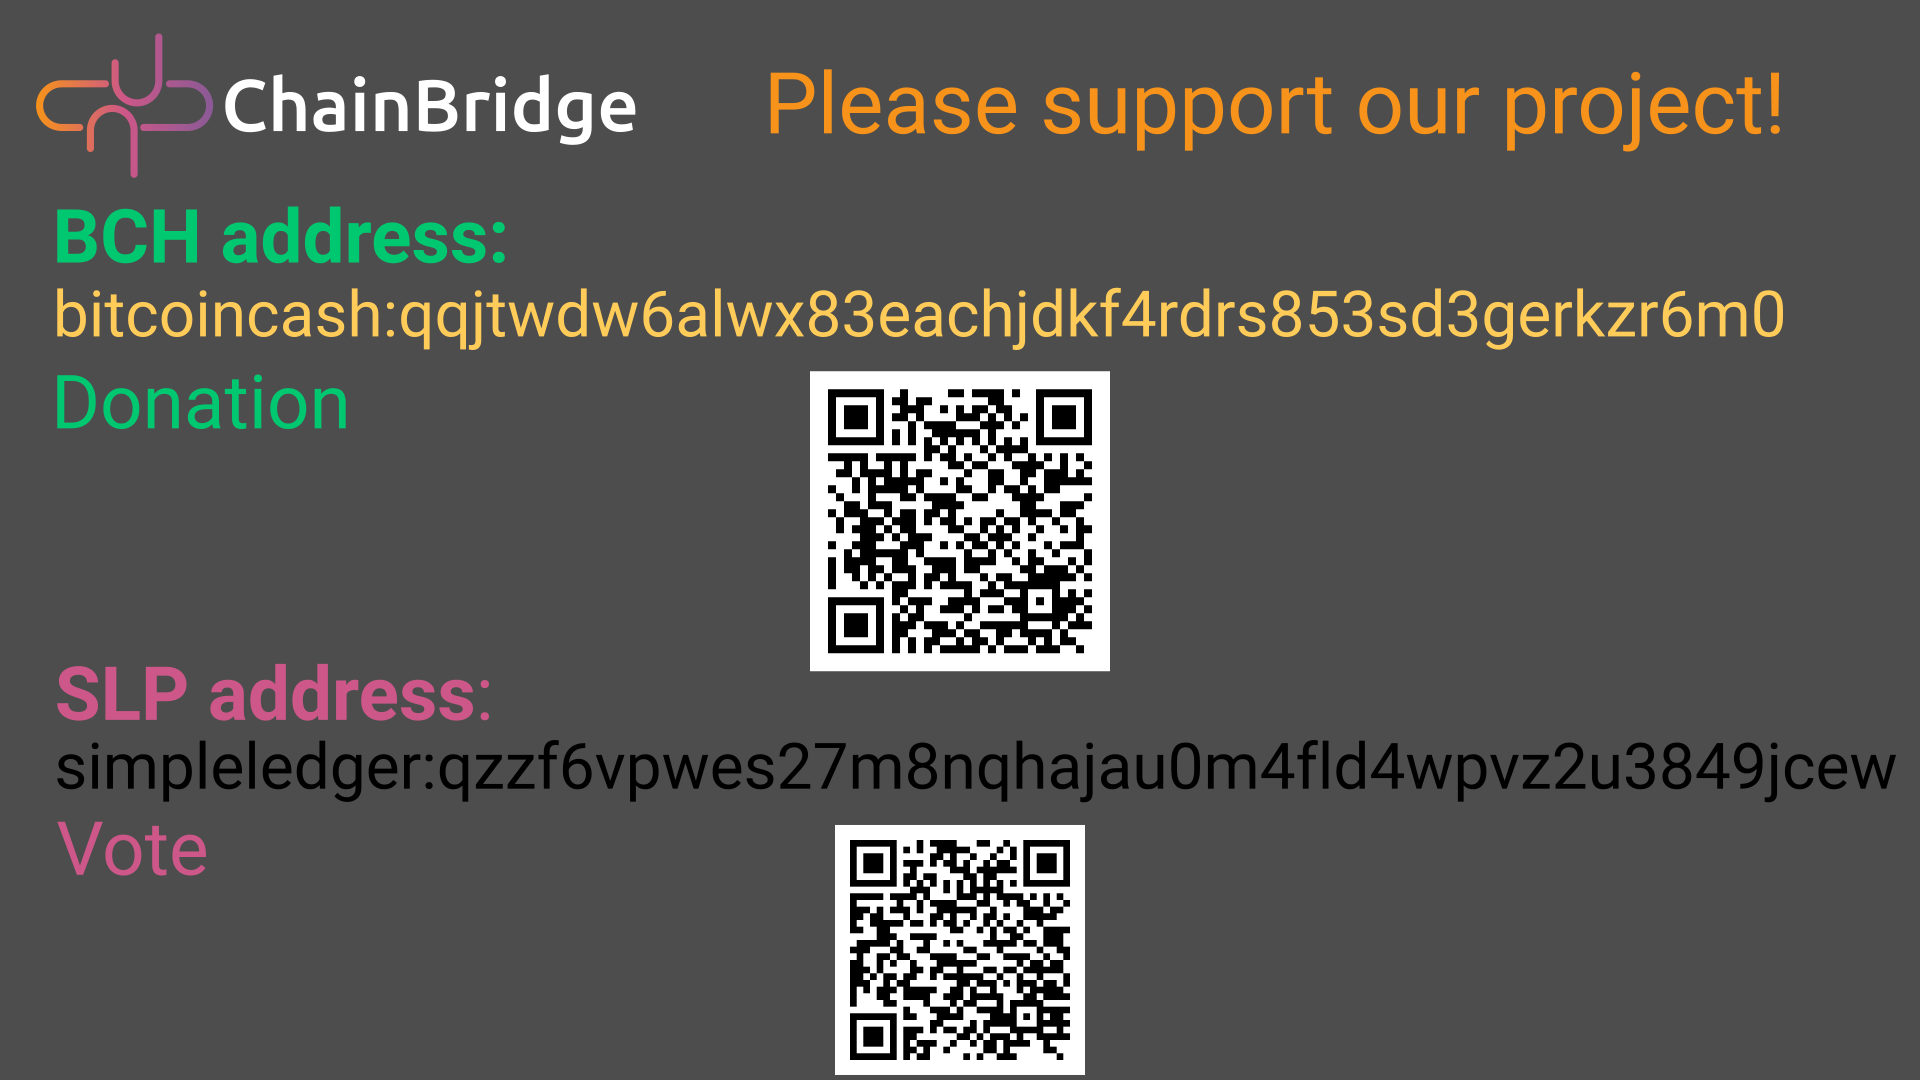 ChainBridge
Please support our project!
BCH address:
bitcoincash:qqjtwdw6alwx83eachjdkf4rdrs853sd3gerkzr6m0
Donation
SLP address:
simpleledger:qzzf6vpwes27m8nqhajau0m4fld4wpvz2u3849jcew
Vote